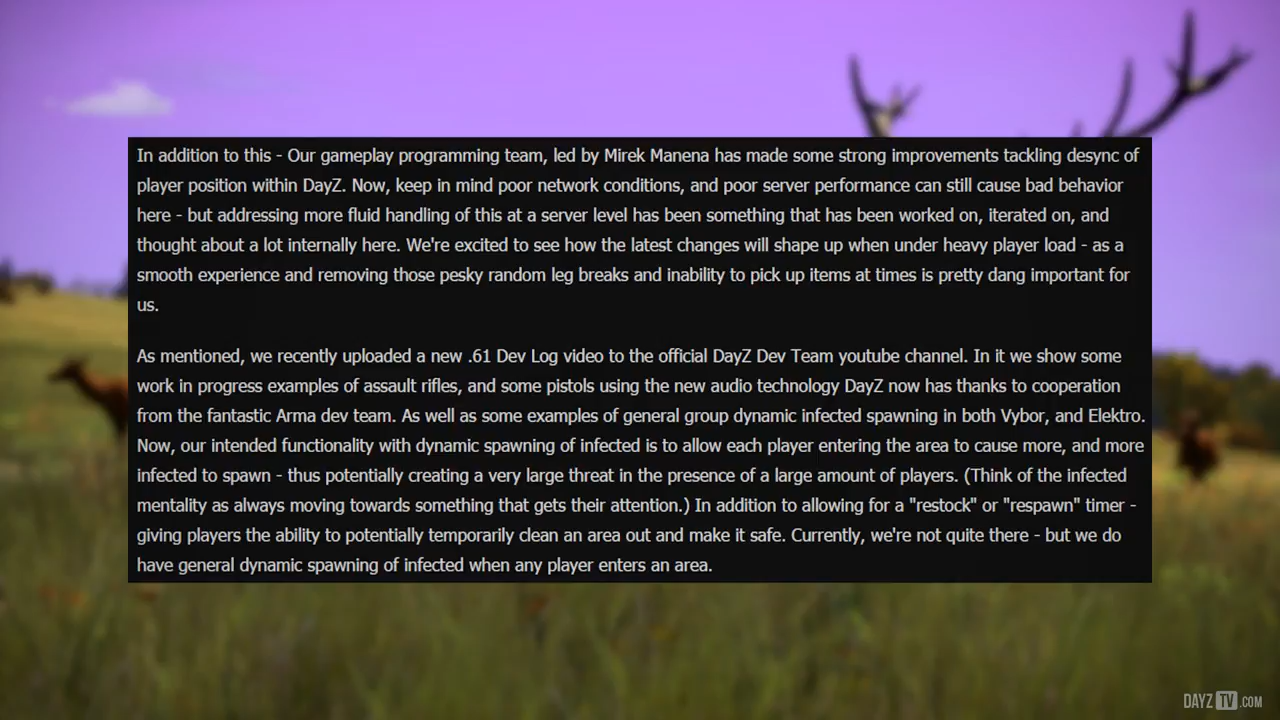 In addition to this - Our gameplay programming team, led by Mirek Manena has made some strong improvements tackling desync of
player position within DayZ. Now, keep in mind poor network conditions, and poor server performance can still cause bad behavior
here - but addressing more fluid handling of this at a server level has been something that has been worked on, iterated on, and
thought about a lot internally here. We're excited to see how the latest changes will shape up when under heavy player load - as a
smooth experience and removing those pesky random leg breaks and inability to pick up items at times is pretty dang important for
us.
As mentioned, we recently uploaded a new .61 Dev Log video to the official DayZ Dev Team youtube channel. In it we show some
work in progress examples of assault rifles, and some pistols using the new audio technology DayZ now has thanks to cooperation
from the fantastic Arma dev team. As well as some examples of general group dynamic infected spawning in both Vybor, and Elektro.
Now, our intended functionality with dynamic spawning of infected is to allow each player entering the area to cause more, and more
infected to spawn - thus potentially creating a very large threat in the presence of a large amount of players. (Think of the infected
mentality as always moving towards something that gets their attention.) In addition to allowing for a "restock" or "respawn" timer -
giving players the ability to potentially temporarily clean an area out and make it safe. Currently, we're not quite there - but we do
have general dynamic spawning of infected when any player enters an area.
DAYZ TV .COM